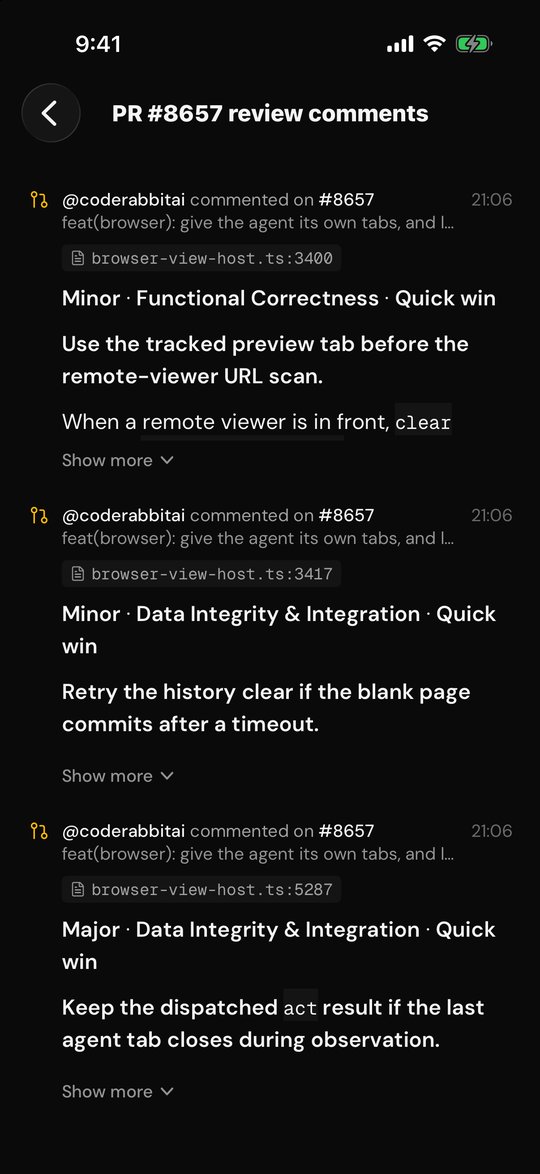 9:41
PR #8657 review comments
@coderabbitai commented on #8657 21:06
feat(browser): give the agent its own tabs, and l…
browser-view-host.ts:3400
Minor · Functional Correctness · Quick win
Use the tracked preview tab before the
remote-viewer URL scan.
When a remote viewer is in front, clear
Show more
@coderabbitai commented on #8657 21:06
feat(browser): give the agent its own tabs, and l…
browser-view-host.ts:3417
Minor · Data Integrity & Integration · Quick
win
Retry the history clear if the blank page
commits after a timeout.
Show more
@coderabbitai commented on #8657 21:06
feat(browser): give the agent its own tabs, and l…
browser-view-host.ts:5287
Major · Data Integrity & Integration · Quick
win
Keep the dispatched act result if the last
agent tab closes during observation.
Show more